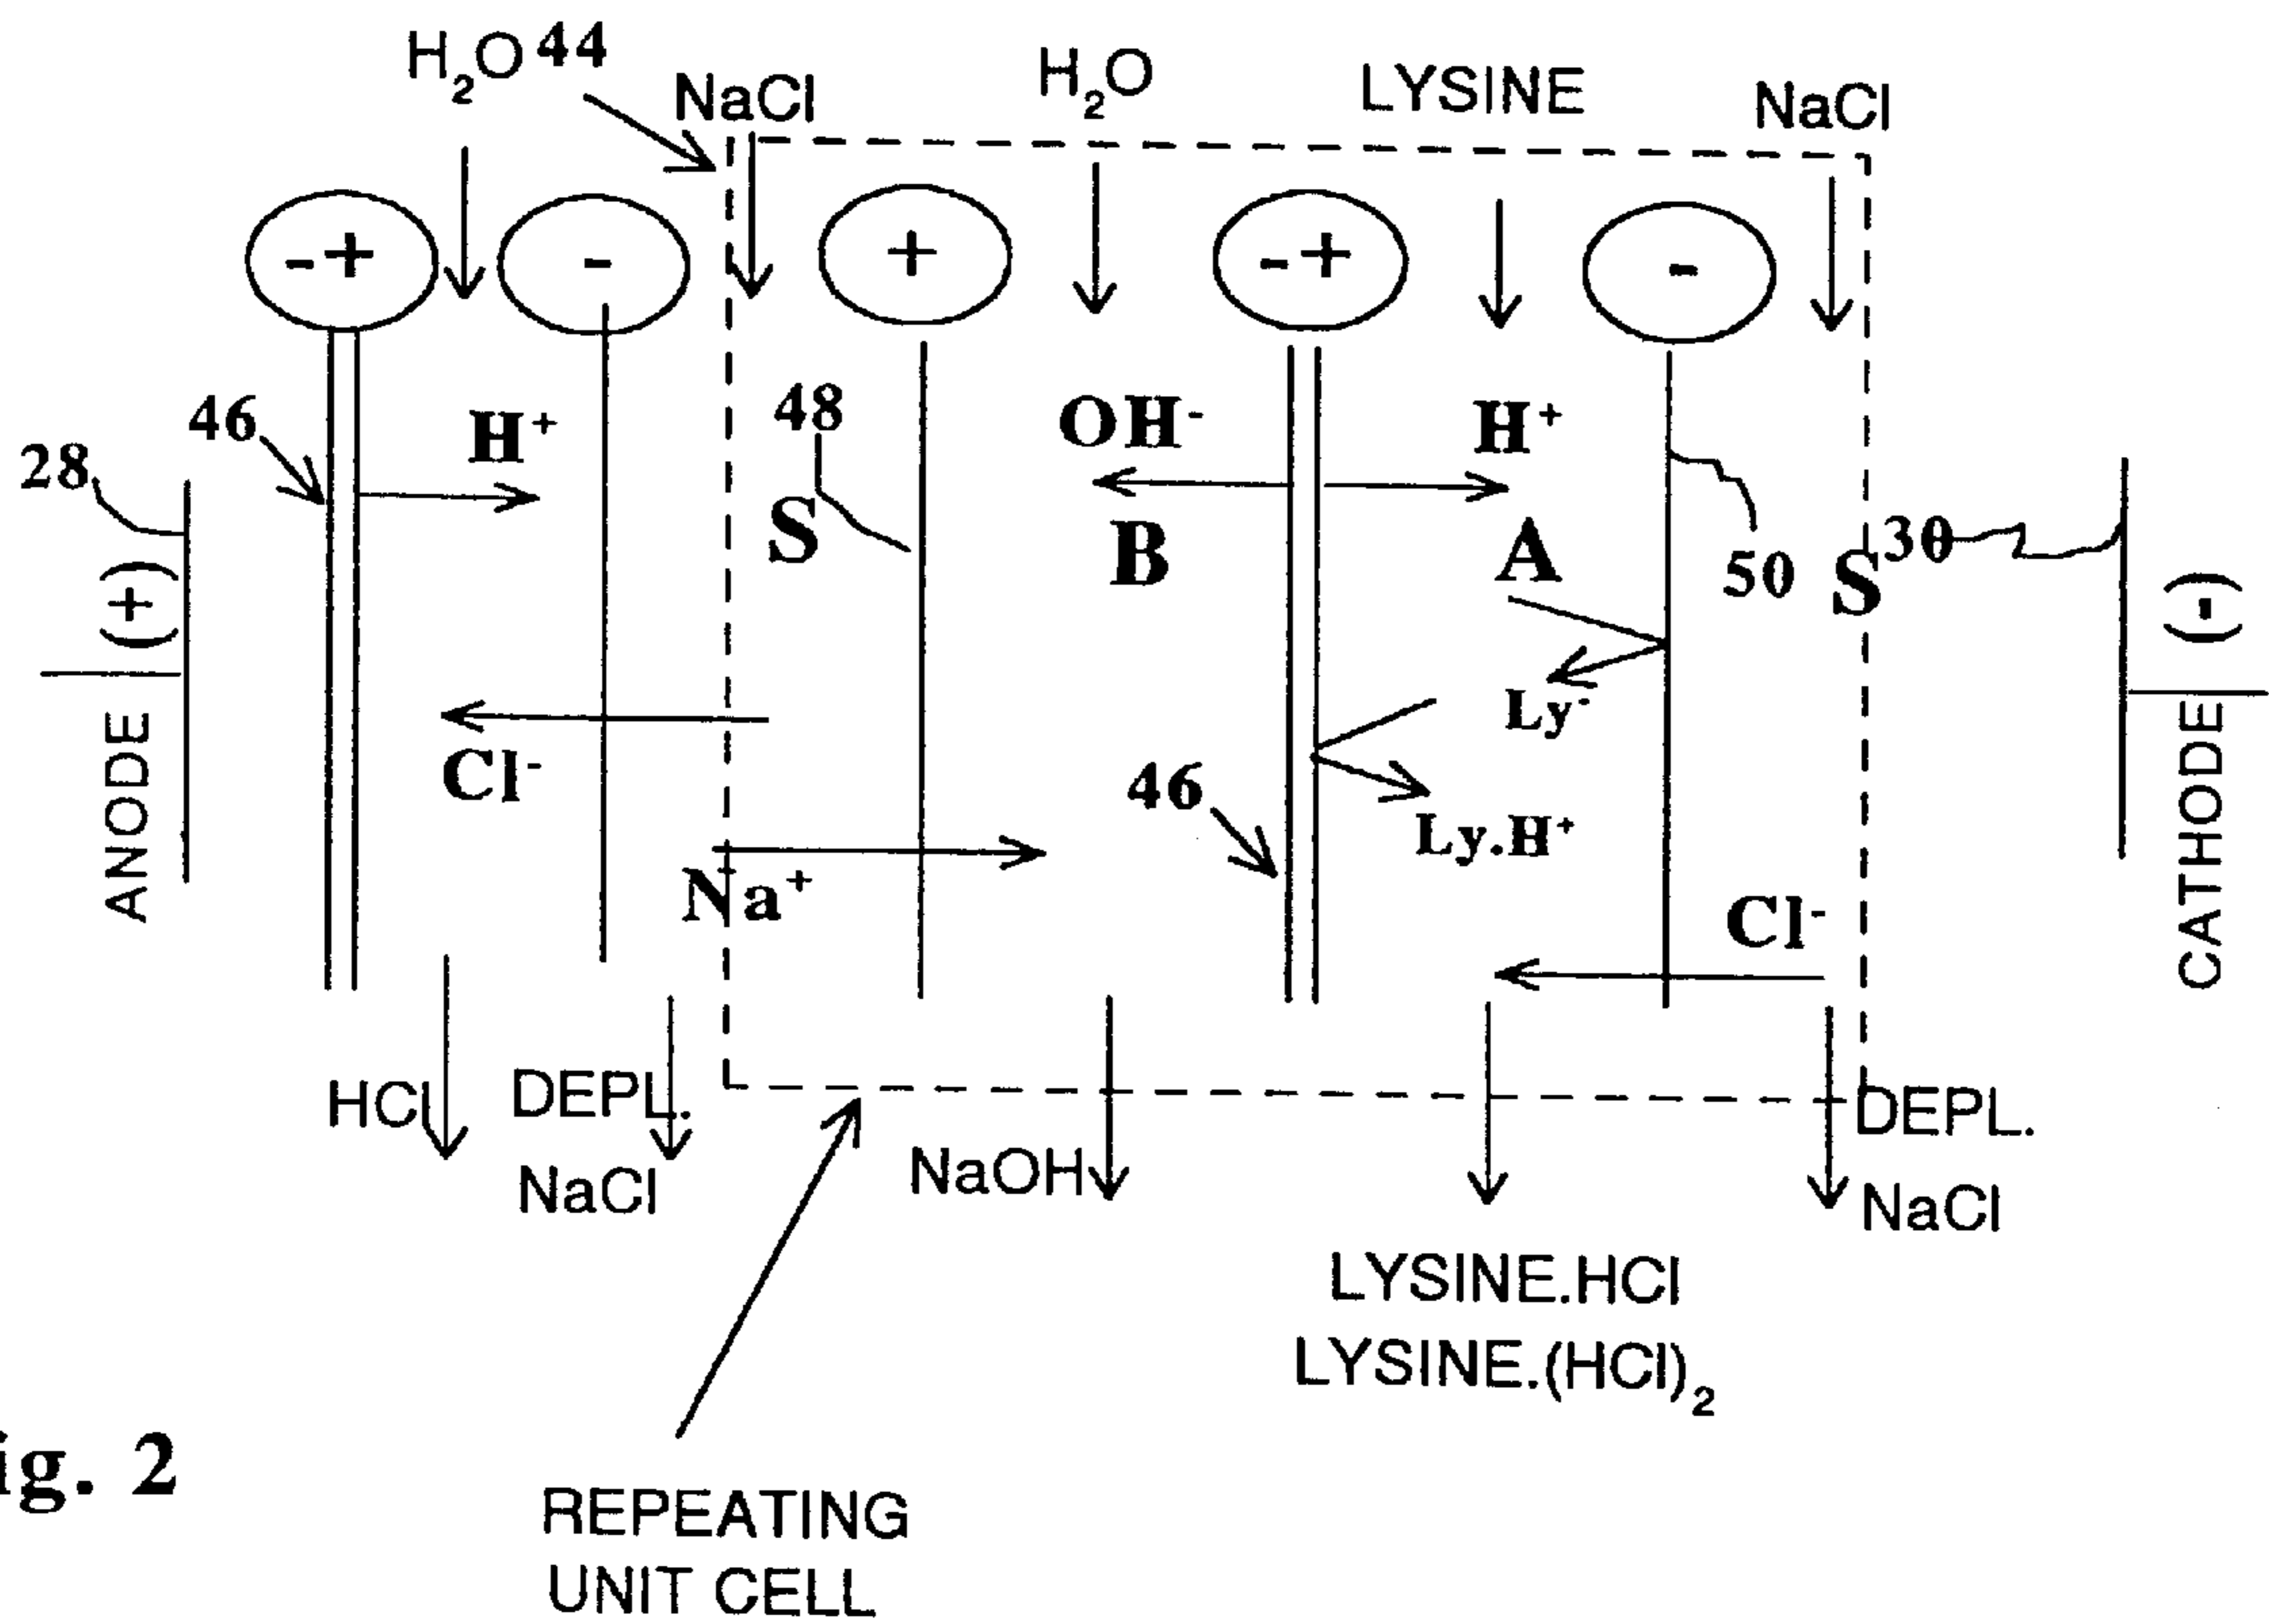 H₂O 44
NaCl
H₂O
LYSINE
NaCl
-+
-
+
-+
-
46
H⁺
48
OH⁻
H⁺
28
S
B
A
50
S
30
(+)
(-)
ANODE
CATHODE
Cl⁻
Ly⁻
46
Ly.H⁺
Na⁺
Cl⁻
HCl
DEPL.
NaCl
NaOH
DEPL.
NaCl
LYSINE.HCl
LYSINE.(HCl)₂
ig. 2
REPEATING
UNIT CELL